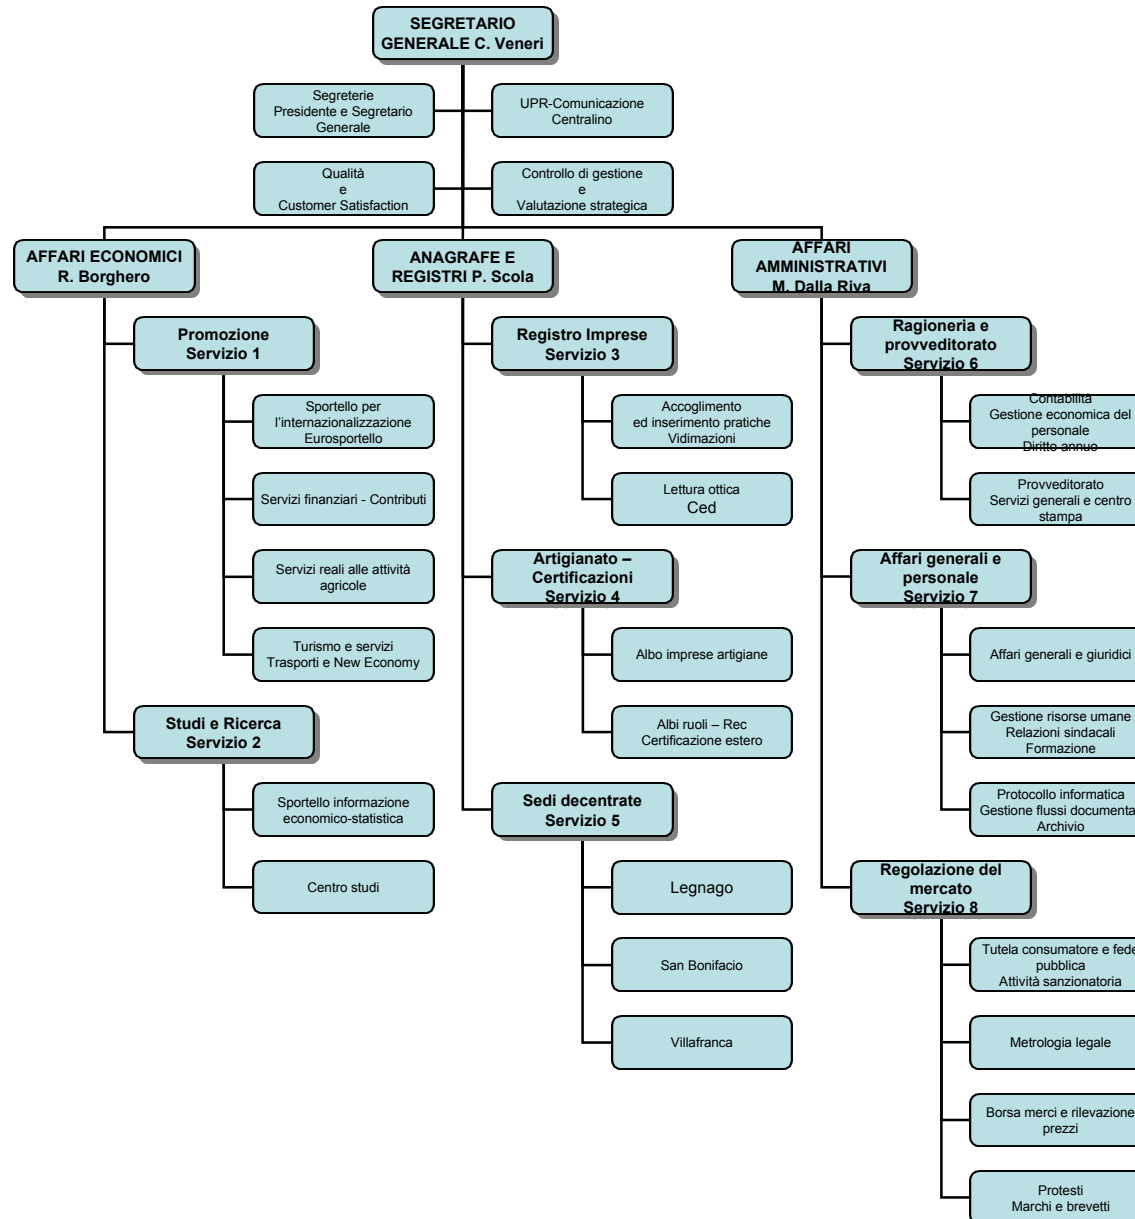 SEGRETARIO
GENERALE C. Veneri
Segreterie
Presidente e Segretario
Generale
UPR-Comunicazione
Centralino
Qualità
e
Customer Satisfaction
Controllo di gestione
e
Valutazione strategica
AFFARI ECONOMICI
R. Borghero
Promozione
Servizio 1
Sportello per
l’internazionalizzazione
Eurosportello
Servizi finanziari - Contributi
Servizi reali alle attività
agricole
Turismo e servizi
Trasporti e New Economy
Studi e Ricerca
Servizio 2
Sportello informazione
economico-statistica
Centro studi
ANAGRAFE E
REGISTRI P. Scola
Registro Imprese
Servizio 3
Accoglimento
ed inserimento pratiche
Vidimazioni
Lettura ottica
Ced
Artigianato –
Certificazioni
Servizio 4
Albo imprese artigiane
Albi ruoli – Rec
Certificazione estero
Sedi decentrate
Servizio 5
Legnago
San Bonifacio
Villafranca
AFFARI
AMMINISTRATIVI
M. Dalla Riva
Ragioneria e
provveditorato
Servizio 6
Contabilità
Gestione economica del
personale
Diritto annuo
Provveditorato
Servizi generali e centro
stampa
Affari generali e
personale
Servizio 7
Affari generali e giuridici
Gestione risorse umane
Relazioni sindacali
Formazione
Protocollo informatica
Gestione flussi documenta
Archivio
Regolazione del
mercato
Servizio 8
Tutela consumatore e fede
pubblica
Attività sanzionatoria
Metrologia legale
Borsa merci e rilevazione
prezzi
Protesti
Marchi e brevetti